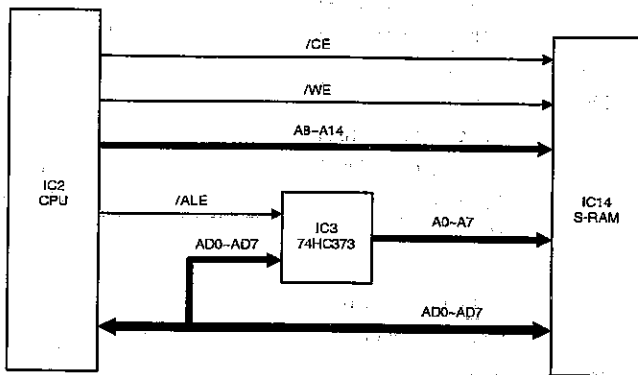 /CE
/WE
A8~A14
IC2
CPU
/ALE
IC3
74HC373
AD0~AD7
A0~A7
IC14
S-RAM
AD0~AD7